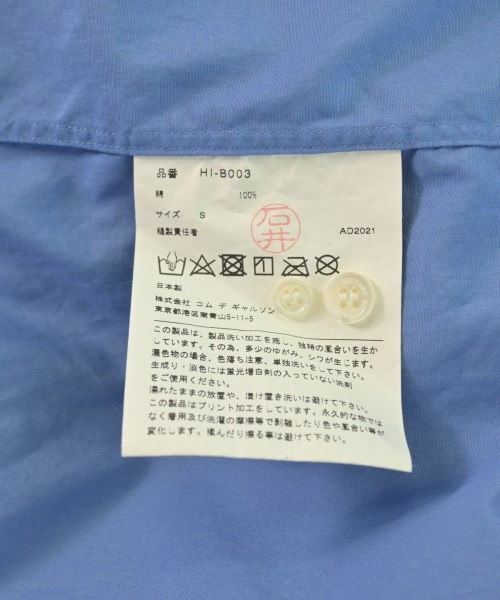 品番 HI-B003
綿 100%
サイズ S
縫製責任者 石井 AD2021
日本製
株式会社 コム デ ギャルソン
東京都港区南青山5-11-5
この製品は、製品洗い加工を施し、独特の風合いを生か
しています。その為、多少のゆがみ、シワが生じます。
濃色物の場合、色落ち注意、単独洗いをして下さい。
生成り・淡色には蛍光増白剤の入っていない洗剤
をご使用ください。
濡れたままの放置や、漬け置き洗いは避けて下さい。
この製品はプリント加工をしています。永久的な物では
なく着用及び洗濯の摩擦等で剥離したり色や風合い等が
変化します。揉んだり擦る事は避けて下さい。